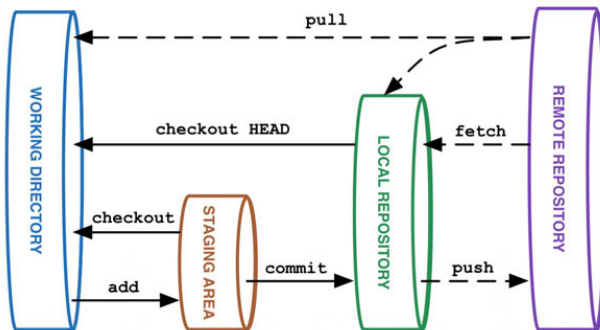 pull
WORKING DIRECTORY
REMOTE REPOSITORY
checkout HEAD
LOCAL REPOSITORY
fetch
checkout
STAGING AREA
add
commit
push